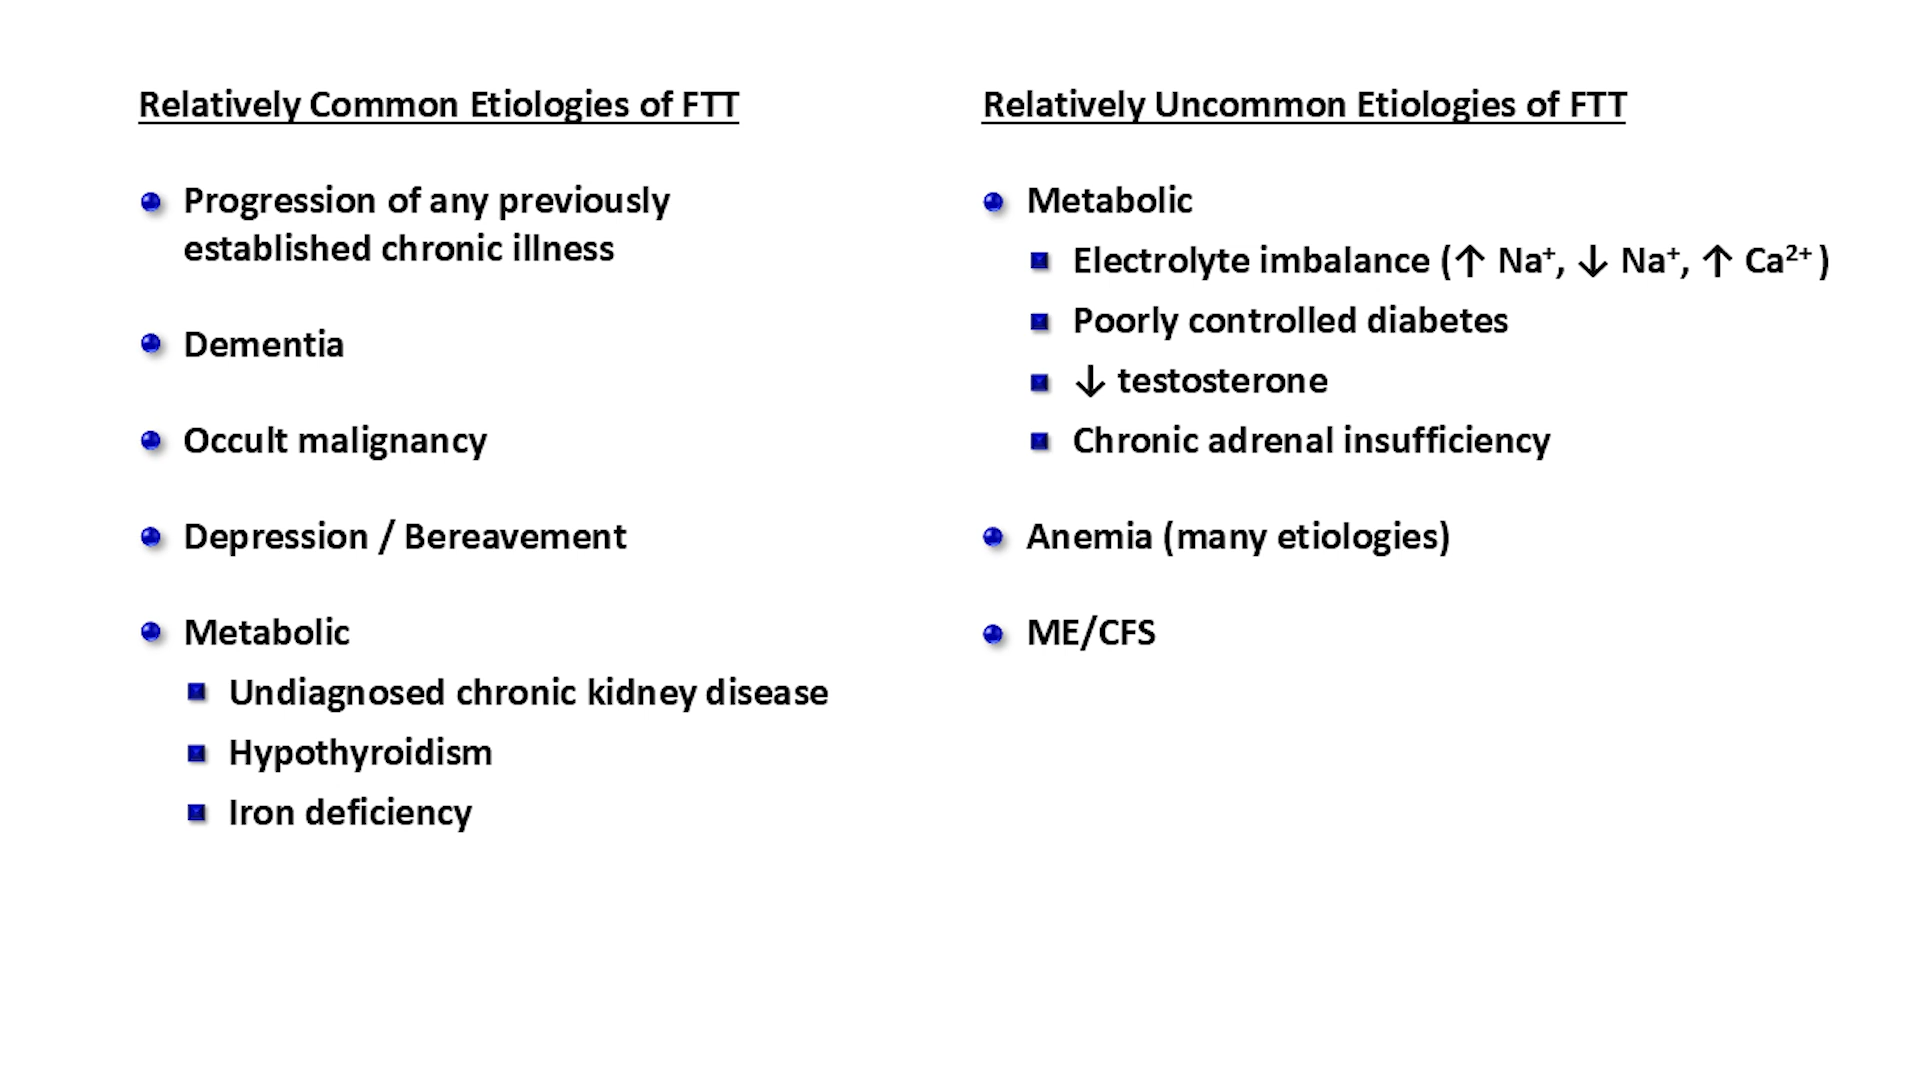 Relatively Common Etiologies of FTT
Progression of any previously
established chronic illness
Dementia
Occult malignancy
Depression / Bereavement
Metabolic
Undiagnosed chronic kidney disease
Hypothyroidism
Iron deficiency
Relatively Uncommon Etiologies of FTT
Metabolic
Electrolyte imbalance (↑ Na⁺, ↓ Na⁺, ↑ Ca²⁺ )
Poorly controlled diabetes
↓ testosterone
Chronic adrenal insufficiency
Anemia (many etiologies)
ME/CFS